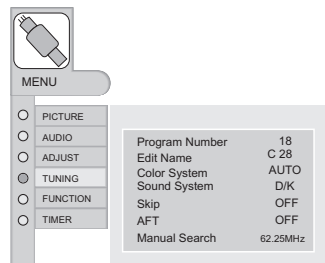 MENU
PICTURE
AUDIO
ADJUST
TUNING
FUNCTION
TIMER
Program Number 18
Edit Name C 28
Color System AUTO
Sound System D/K
Skip OFF
AFT OFF
Manual Search 62.25MHz